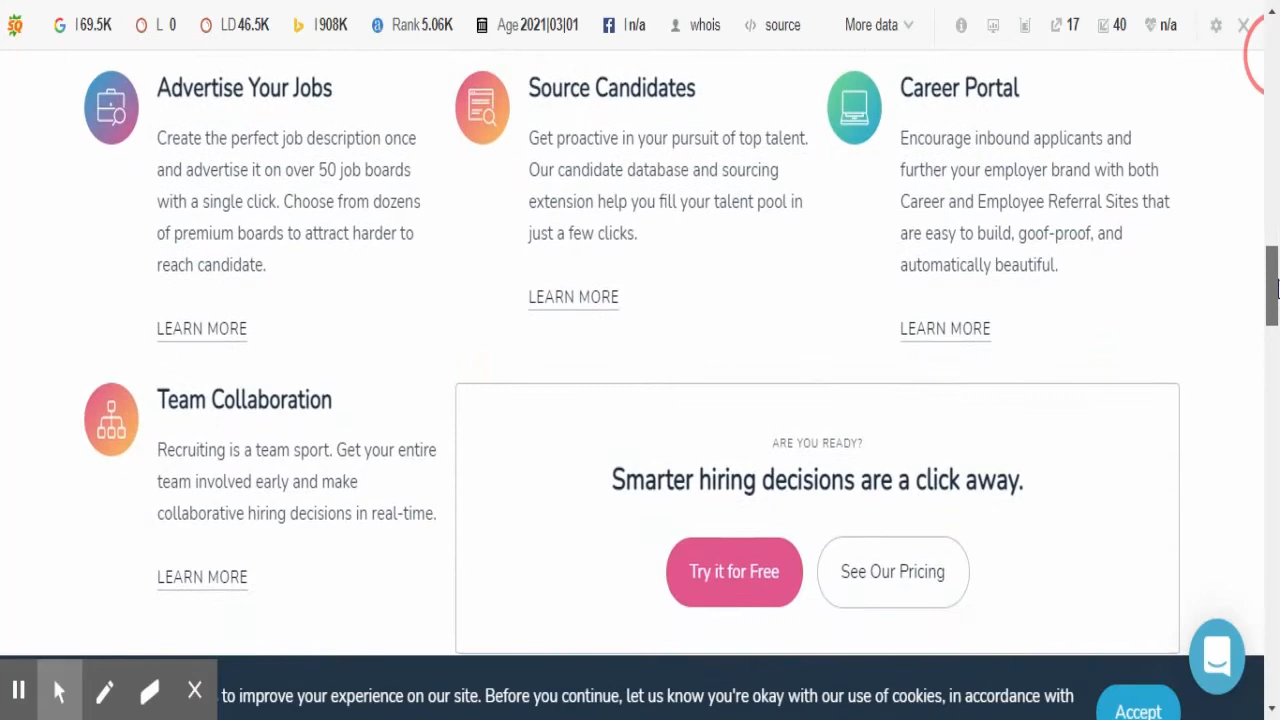 I 69.5K L 0 LD 46.5K I 908K Rank 5.06K Age 2021|03|01 I n/a whois source More data 17 40 n/a
Advertise Your Jobs
Create the perfect job description once
and advertise it on over 50 job boards
with a single click. Choose from dozens
of premium boards to attract harder to
reach candidate.
LEARN MORE
Source Candidates
Get proactive in your pursuit of top talent.
Our candidate database and sourcing
extension help you fill your talent pool in
just a few clicks.
LEARN MORE
Career Portal
Encourage inbound applicants and
further your employer brand with both
Career and Employee Referral Sites that
are easy to build, goof-proof, and
automatically beautiful.
LEARN MORE
Team Collaboration
Recruiting is a team sport. Get your entire
team involved early and make
collaborative hiring decisions in real-time.
LEARN MORE
ARE YOU READY?
Smarter hiring decisions are a click away.
Try it for Free
See Our Pricing
to improve your experience on our site. Before you continue, let us know you're okay with our use of cookies, in accordance with
Accept